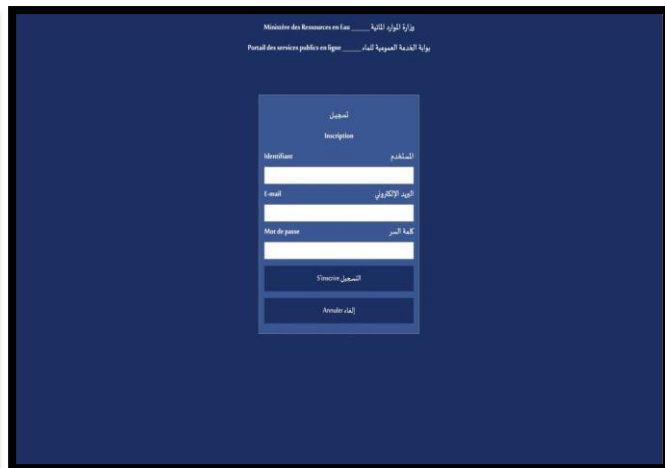 Ministère des Ressources en Eau _____ وزارة الموارد المائية
Portail des services publics en ligne _____ بوابة الخدمة العمومية للماء
تسجيل
Inscription
Identifiant المستخدم
E-mail البريد الإلكتروني
Mot de passe كلمة السر
S'inscrire التسجيل
Annuler إلغاء